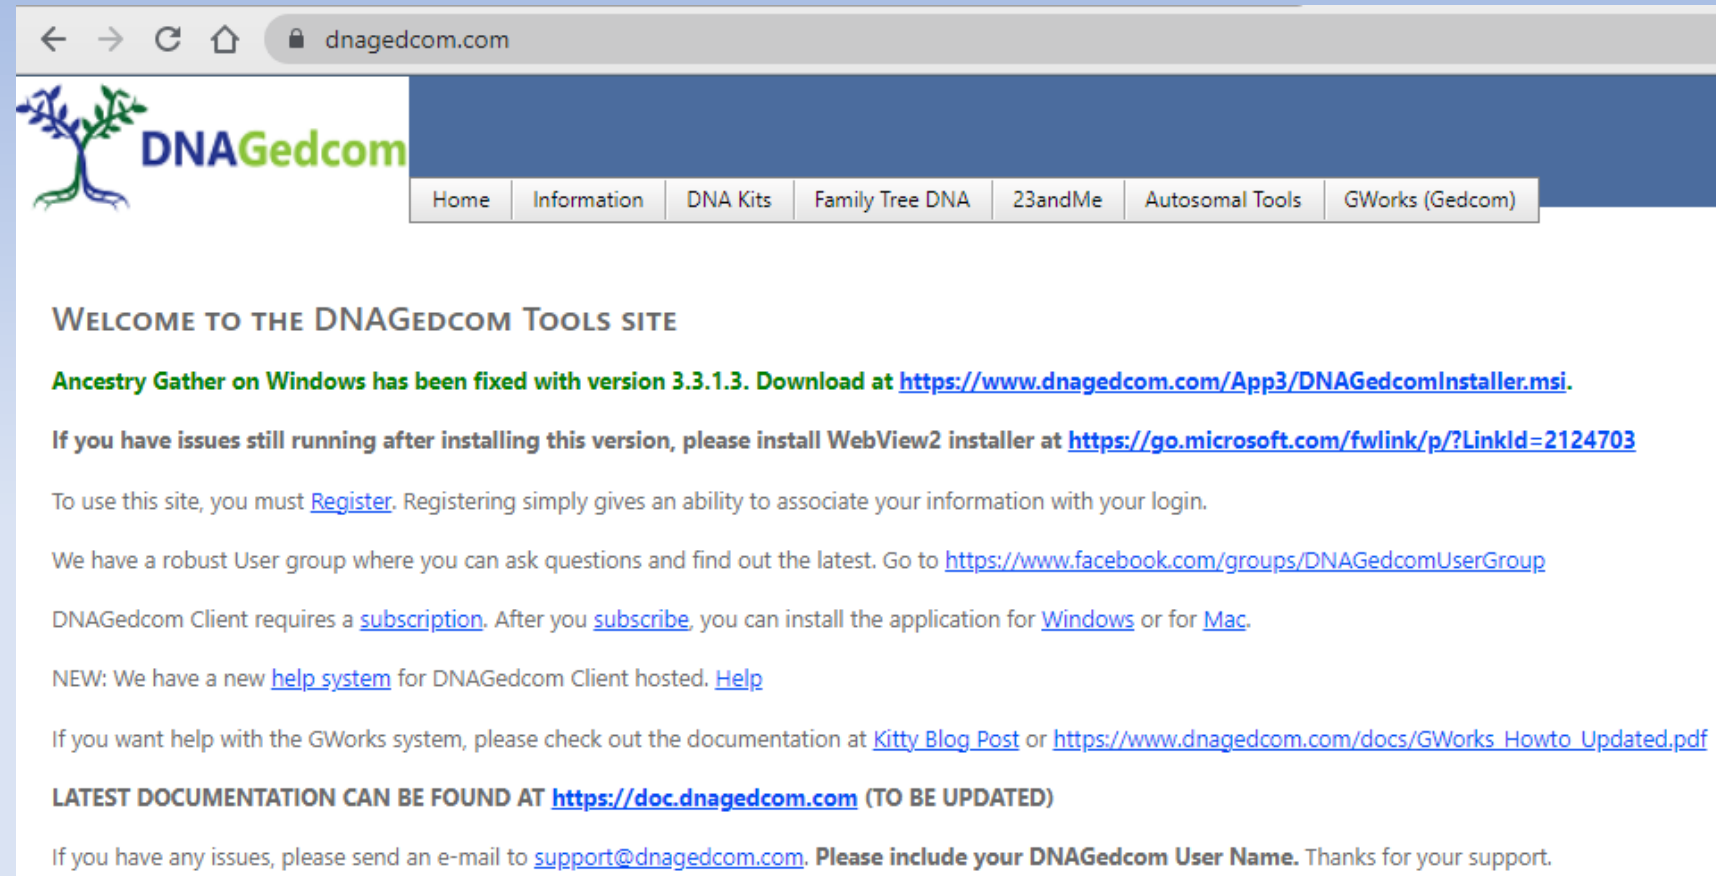 dnagedcom.com
DNAGedcom
Home Information DNA Kits Family Tree DNA 23andMe Autosomal Tools GWorks (Gedcom)
WELCOME TO THE DNAGEDCOM TOOLS SITE
Ancestry Gather on Windows has been fixed with version 3.3.1.3. Download at https://www.dnagedcom.com/App3/DNAGedcomInstaller.msi.
If you have issues still running after installing this version, please install WebView2 installer at https://go.microsoft.com/fwlink/p/?LinkId=2124703
To use this site, you must Register. Registering simply gives an ability to associate your information with your login.
We have a robust User group where you can ask questions and find out the latest. Go to https://www.facebook.com/groups/DNAGedcomUserGroup
DNAGedcom Client requires a subscription. After you subscribe, you can install the application for Windows or for Mac.
NEW: We have a new help system for DNAGedcom Client hosted. Help
If you want help with the GWorks system, please check out the documentation at Kitty Blog Post or https://www.dnagedcom.com/docs/GWorks_Howto_Updated.pdf
LATEST DOCUMENTATION CAN BE FOUND AT https://doc.dnagedcom.com (TO BE UPDATED)
If you have any issues, please send an e-mail to support@dnagedcom.com. Please include your DNAGedcom User Name. Thanks for your support.